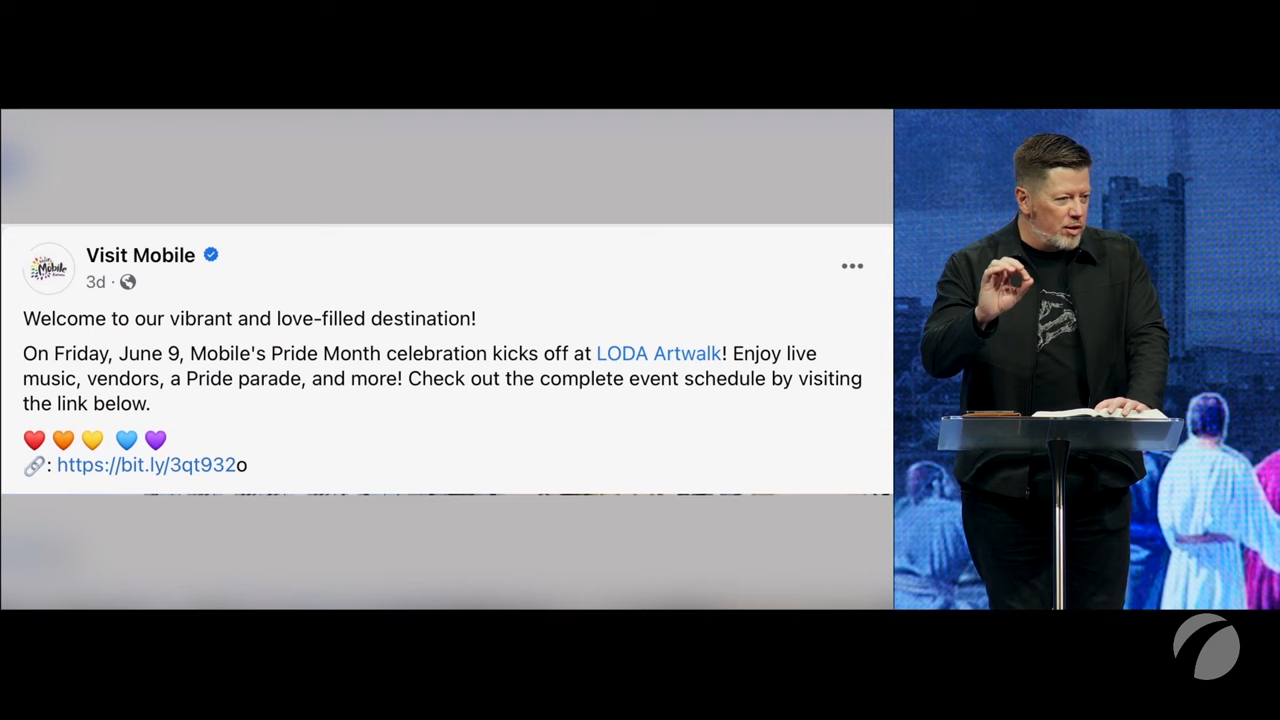 Mobile
Visit Mobile
3d ·
Welcome to our vibrant and love-filled destination!
On Friday, June 9, Mobile's Pride Month celebration kicks off at LODA Artwalk! Enjoy live
music, vendors, a Pride parade, and more! Check out the complete event schedule by visiting
the link below.
❤️ 🧡 💛 💙 💜
🔗: https://bit.ly/3qt932o